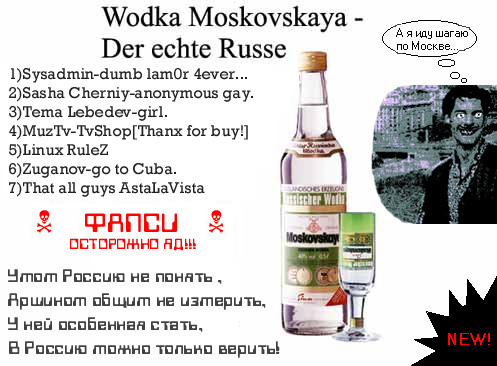 Wodka Moskovskaya -
Der echte Russe
А я иду шагаю
по Москве...
1)Sysadmin-dumb lam0r 4ever...
2)Sasha Cherniy-anonymous gay.
3)Tema Lebedev-girl.
4)MuzTv-TvShop[Thanx for buy!]
5)Linux RuleZ
6)Zuganov-go to Cuba.
7)That all guys AstaLaVista
ФАПСИ
ОСТОРОЖНО ЯД!!!
Умом Россию не понять ,
Аршином общим не измерить,
У ней особенная стать,
В Россию можно только верить!
Russischer Wodka
Moskovskaya
NEW!